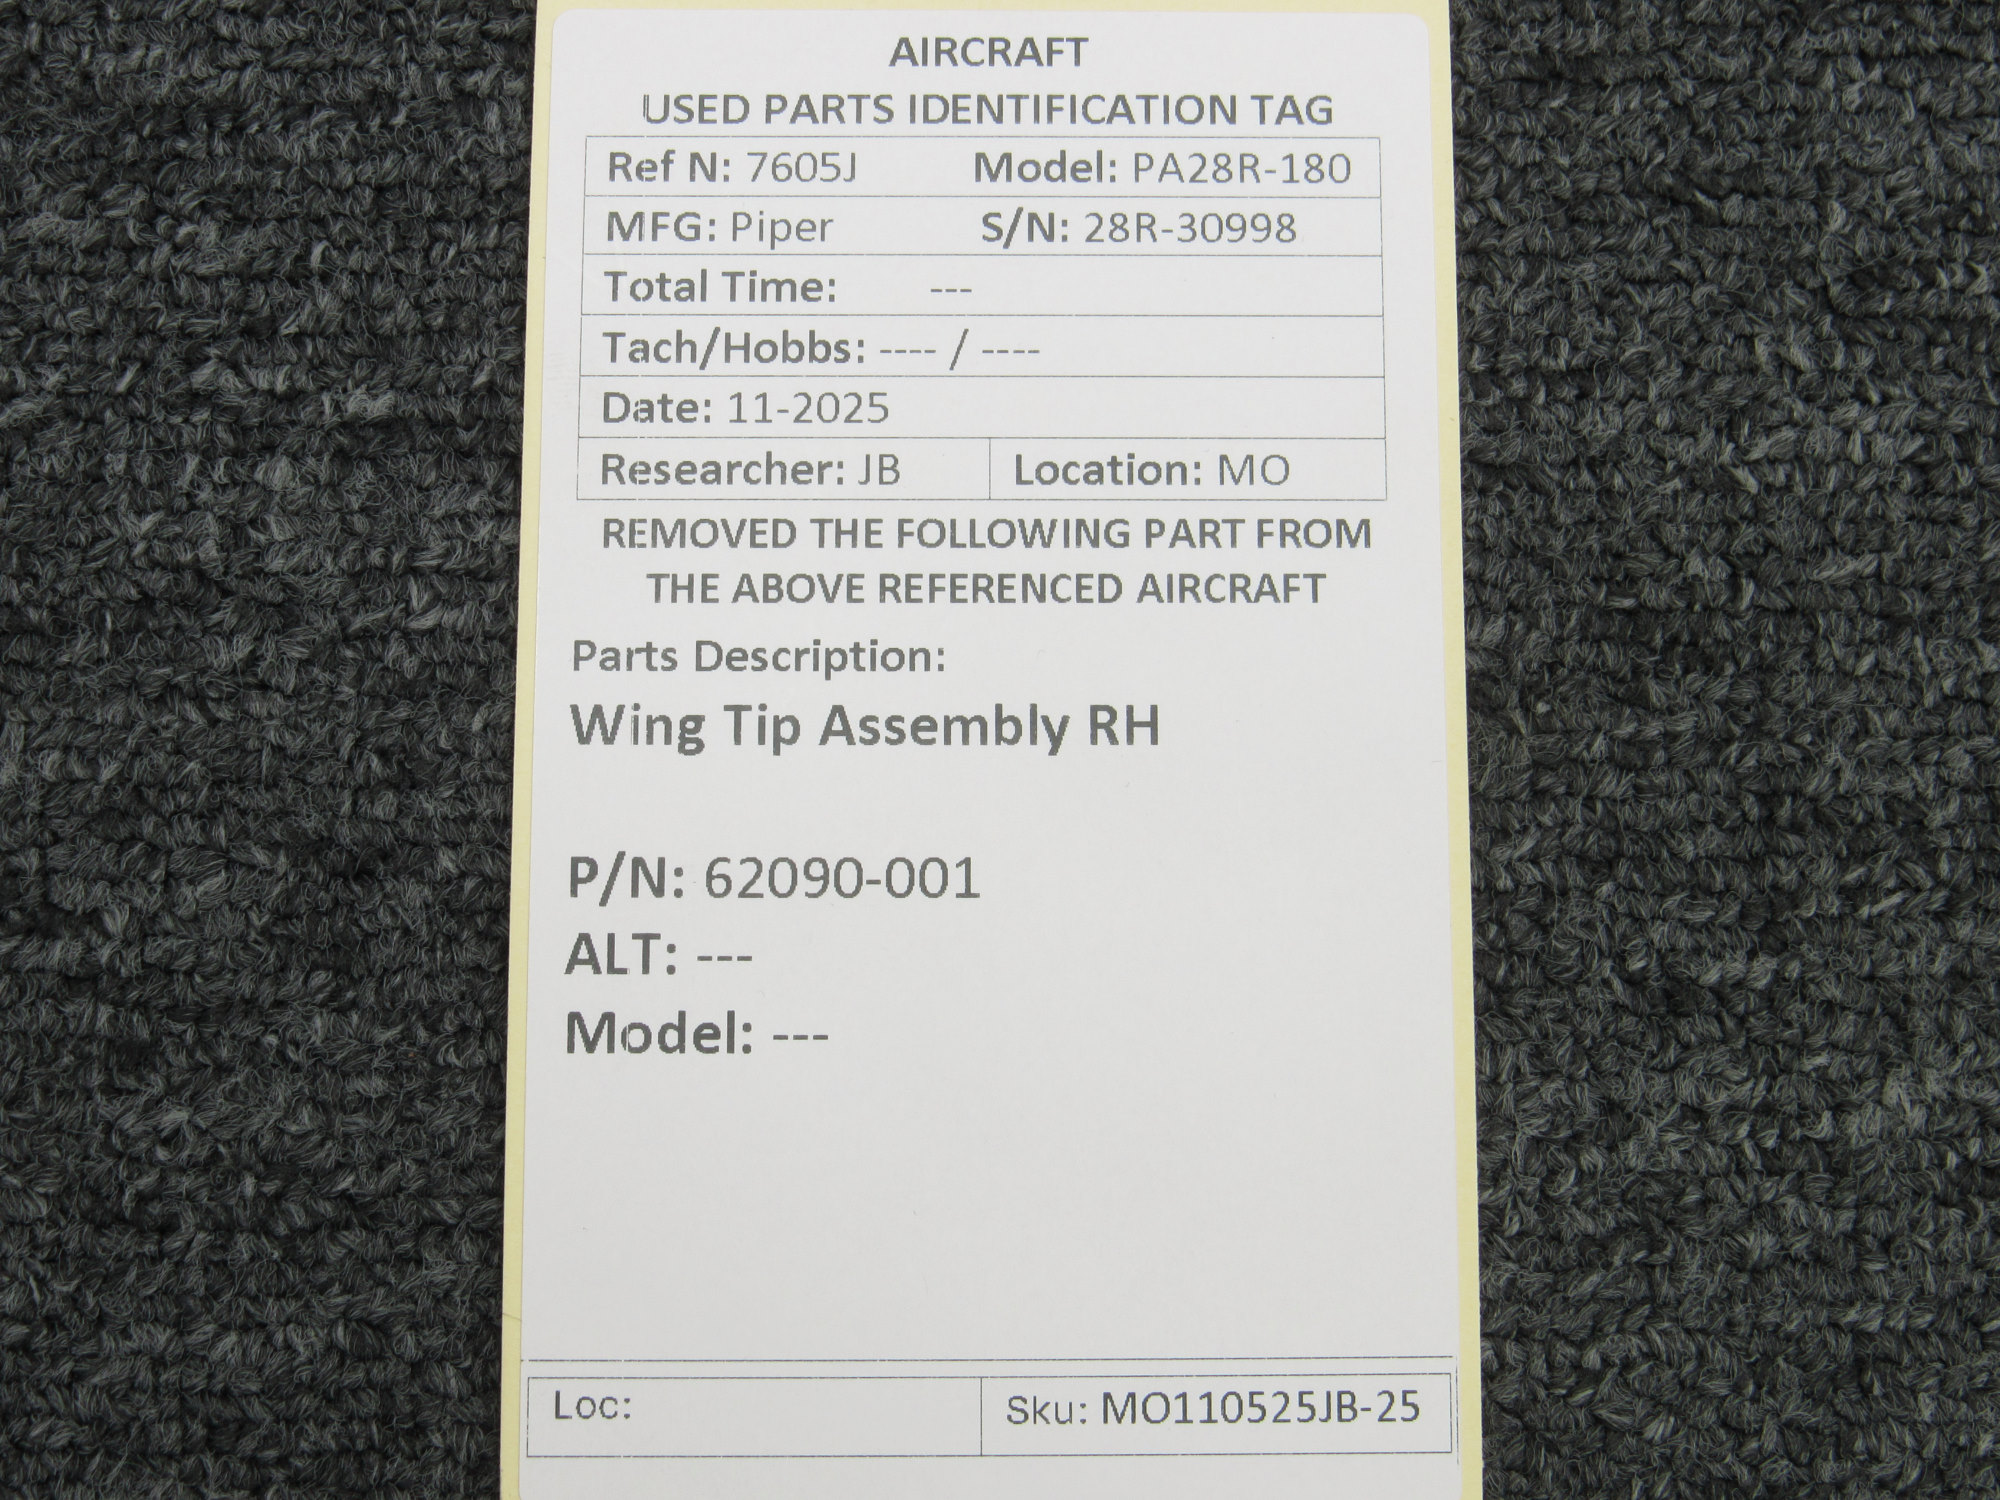 AIRCRAFT
USED PARTS IDENTIFICATION TAG
Ref N: 7605J Model: PA28R-180
MFG: Piper S/N: 28R-30998
Total Time: ---
Tach/Hobbs: ---- / ----
Date: 11-2025
Researcher: JB Location: MO
REMOVED THE FOLLOWING PART FROM
THE ABOVE REFERENCED AIRCRAFT
Parts Description:
Wing Tip Assembly RH
P/N: 62090-001
ALT: ---
Model: ---
Loc: Sku: MO110525JB-25